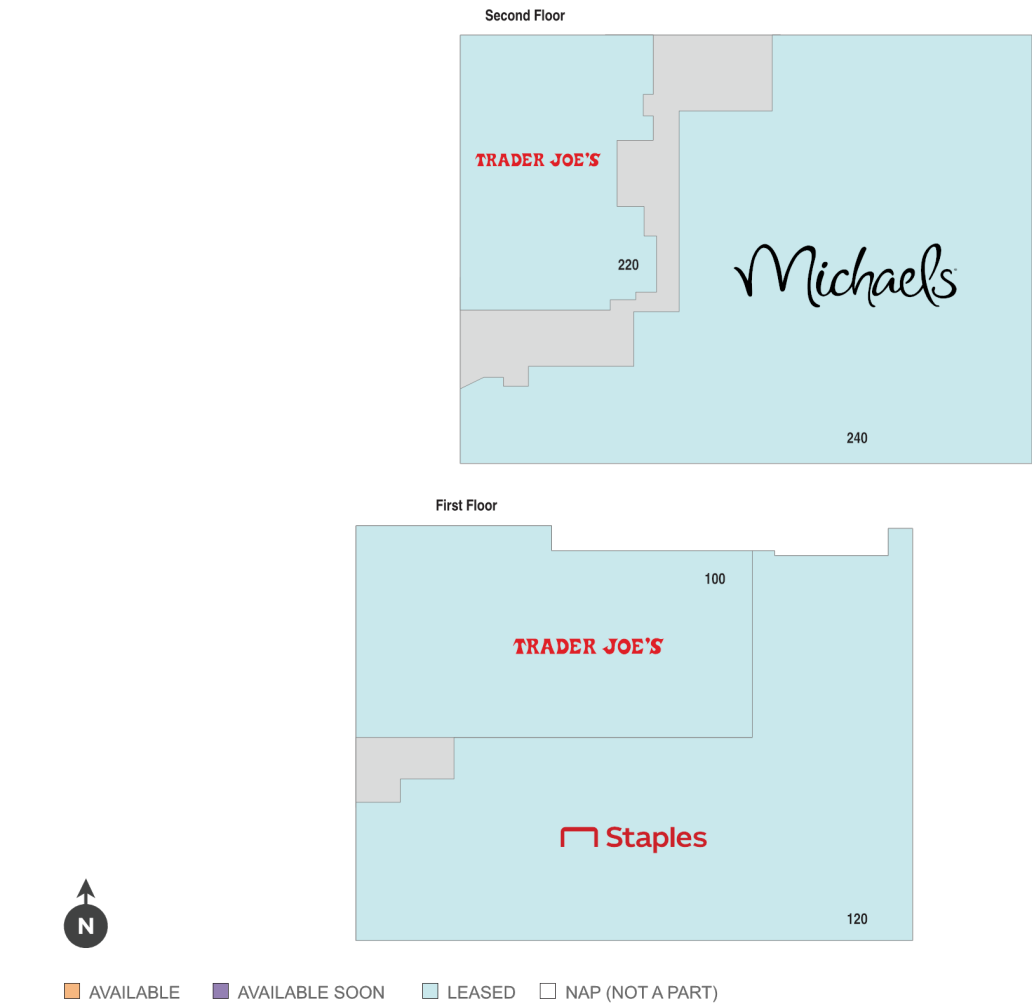 Second Floor
TRADER JOE'S
220
Michaels
240
First Floor
100
TRADER JOE'S
Staples
120
N
AVAILABLE AVAILABLE SOON LEASED NAP (NOT A PART)